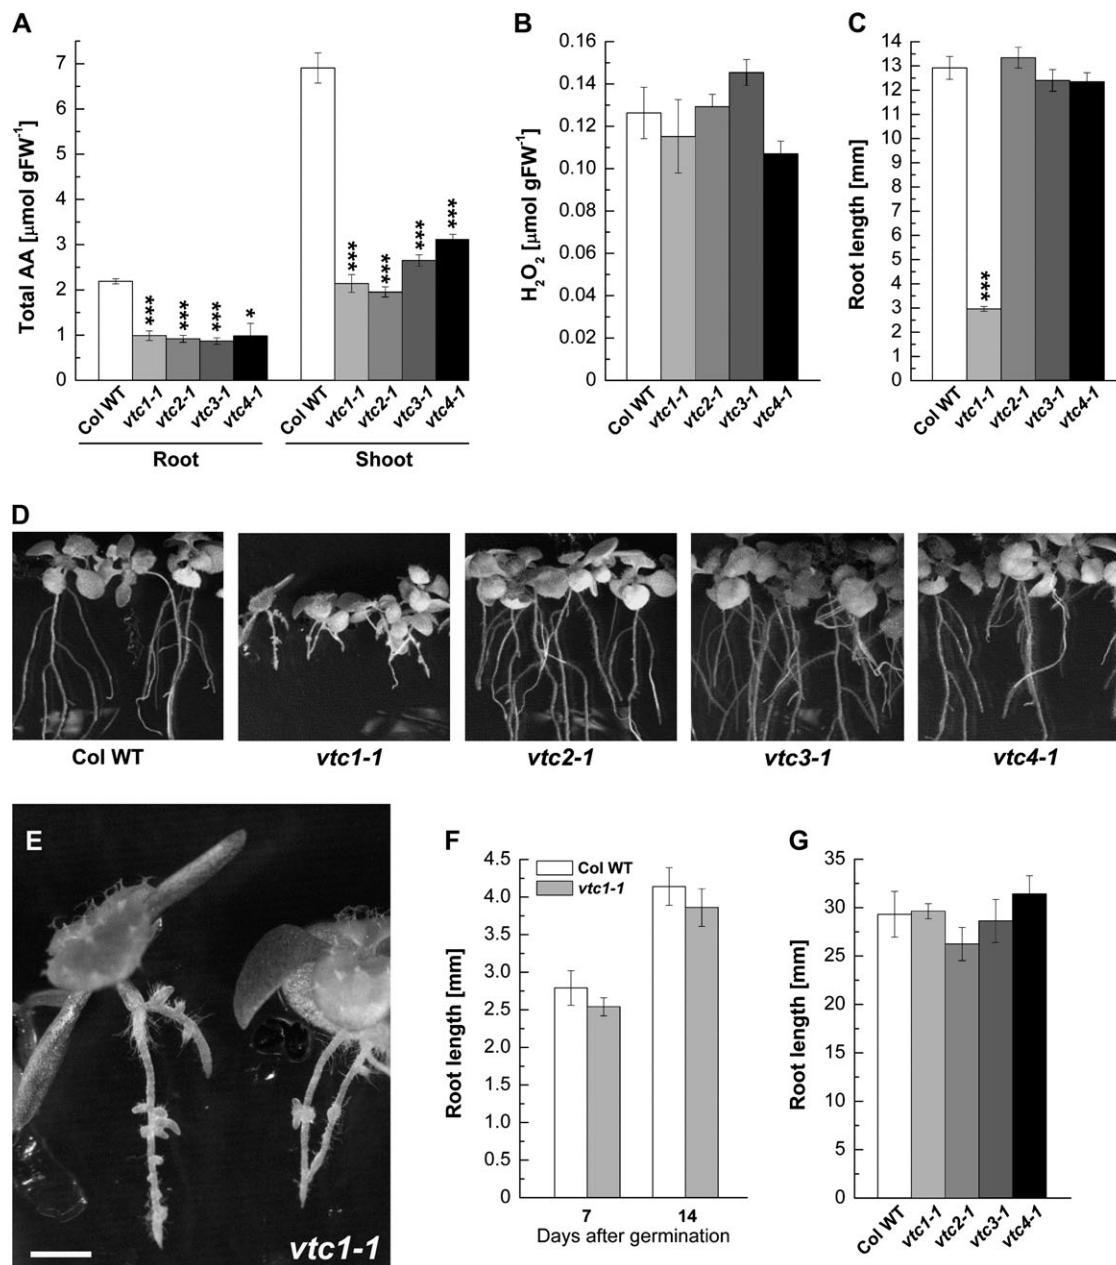 A
Total AA [µmol gFW⁻¹]
7
6
5
4
3
2
1
0
***
***
***
*
***
***
***
***
Col WT
vtc1-1
vtc2-1
vtc3-1
vtc4-1
Col WT
vtc1-1
vtc2-1
vtc3-1
vtc4-1
Root
Shoot
B
H₂O₂ [µmol gFW⁻¹]
0.16
0.14
0.12
0.10
0.08
0.06
0.04
0.02
0.00
Col WT
vtc1-1
vtc2-1
vtc3-1
vtc4-1
C
Root length [mm]
14
13
12
11
10
9
8
7
6
5
4
3
2
1
0
***
Col WT
vtc1-1
vtc2-1
vtc3-1
vtc4-1
D
Col WT
vtc1-1
vtc2-1
vtc3-1
vtc4-1
E
vtc1-1
F
Root length [mm]
4.5
4.0
3.5
3.0
2.5
2.0
1.5
1.0
0.5
0
Col WT
vtc1-1
7
14
Days after germination
G
Root length [mm]
35
30
25
20
15
10
5
0
Col WT
vtc1-1
vtc2-1
vtc3-1
vtc4-1